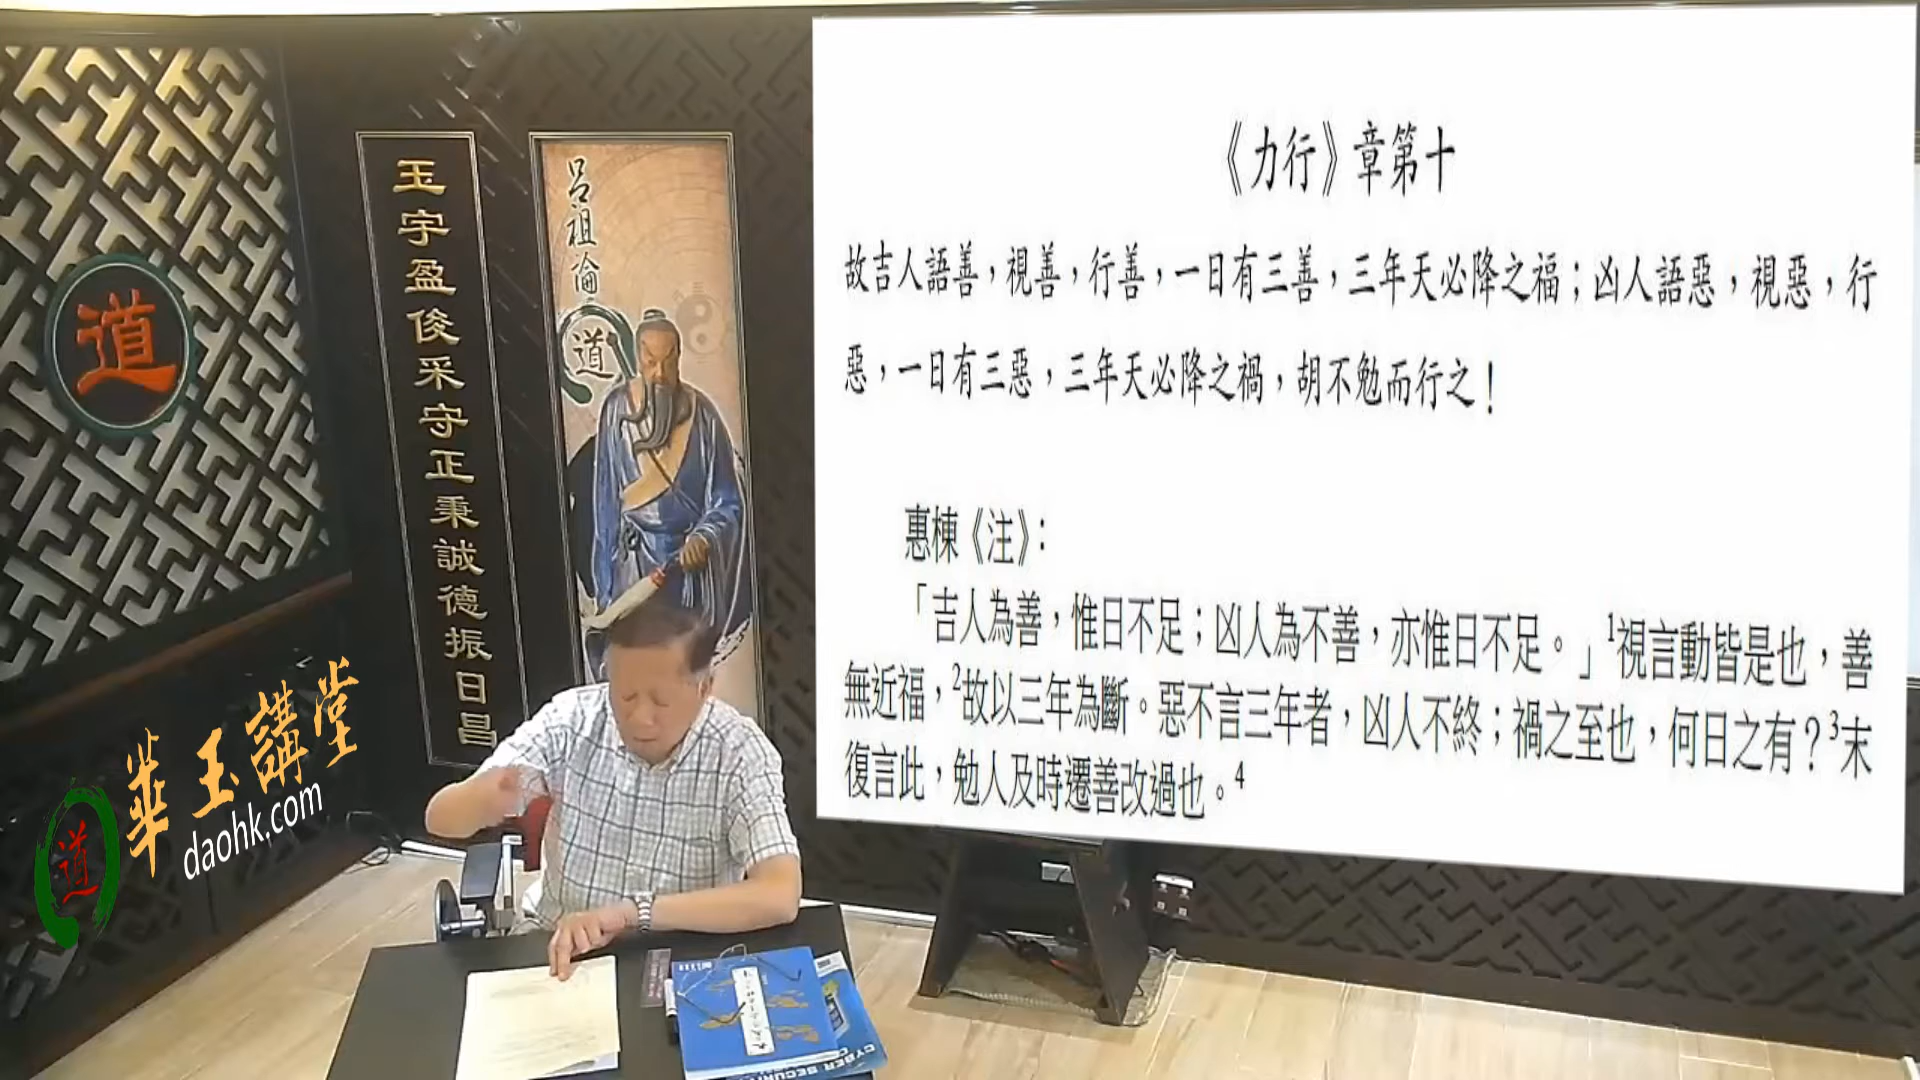 《力行》章第十
故吉人語善，視善，行善，一日有三善，三年天必降之福；凶人語惡，視惡，行
惡，一日有三惡，三年天必降之禍，胡不勉而行之！
惠棟《注》：
「吉人為善，惟日不足；凶人為不善，亦惟日不足。」1視言動皆是也，善
無近福，2故以三年為斷。惡不言三年者，凶人不終；禍之至也，何日之有？3末
復言此，勉人及時遷善改過也。4
玉宇盈俊采守正秉誠德振日昌
呂祖
道
道
華玉講堂
daohk.com
道
CYBER SECURIT